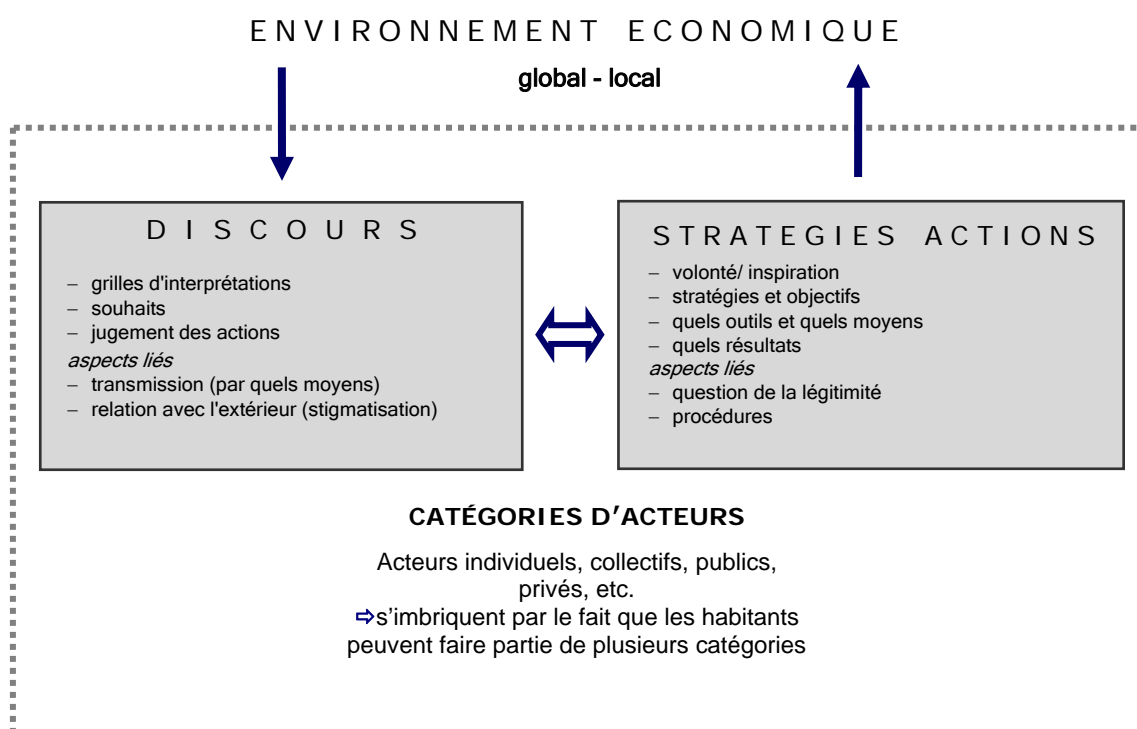 ENVIRONNEMENT ECONOMIQUE
global - local
DISCOURS
– grilles d'interprétations
– souhaits
– jugement des actions
aspects liés
– transmission (par quels moyens)
– relation avec l'extérieur (stigmatisation)
STRATEGIES ACTIONS
– volonté/ inspiration
– stratégies et objectifs
– quels outils et quels moyens
– quels résultats
aspects liés
– question de la légitimité
– procédures
CATÉGORIES D'ACTEURS
Acteurs individuels, collectifs, publics,
privés, etc.
⇨s'imbriquent par le fait que les habitants
peuvent faire partie de plusieurs catégories